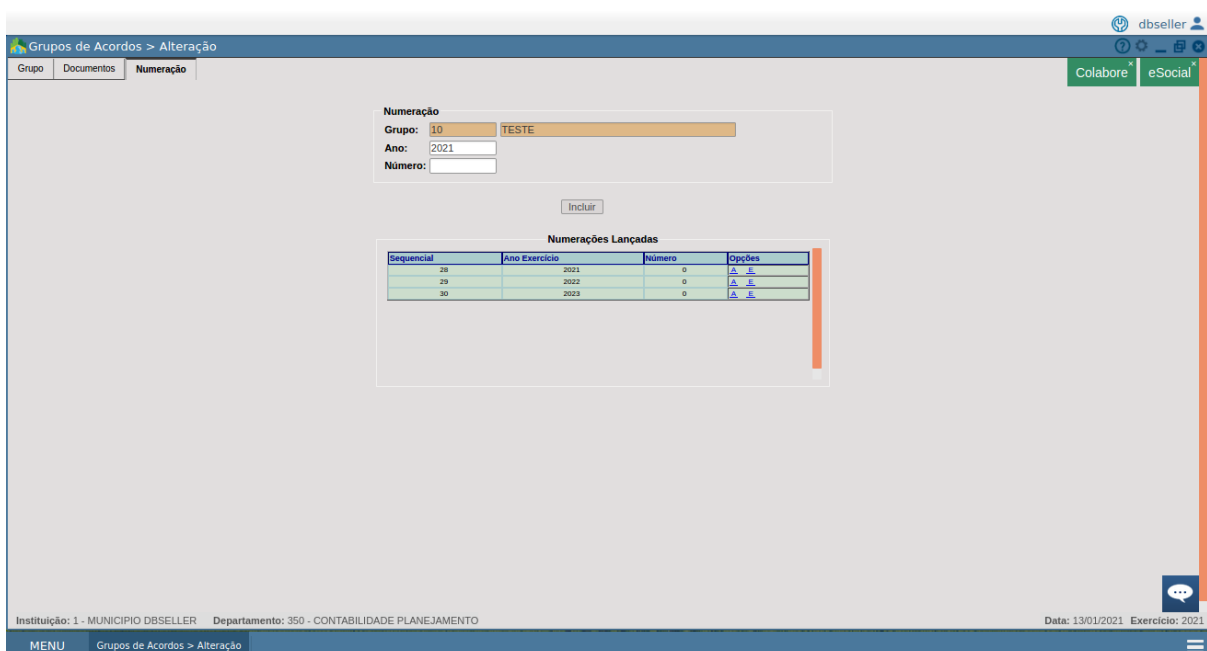 dbseller
Grupos de Acordos > Alteração
Grupo Documentos Numeração
Colabore × eSocial ×
Numeração
Grupo: 10 TESTE
Ano: 2021
Número:
Incluir
Numerações Lançadas
Sequencial Ano Exercício Número Opções
28 2021 0 A E
29 2022 0 A E
30 2023 0 A E
Instituição: 1 - MUNICIPIO DBSELLER Departamento: 350 - CONTABILIDADE PLANEJAMENTO Data: 13/01/2021 Exercício: 2021
MENU Grupos de Acordos > Alteração